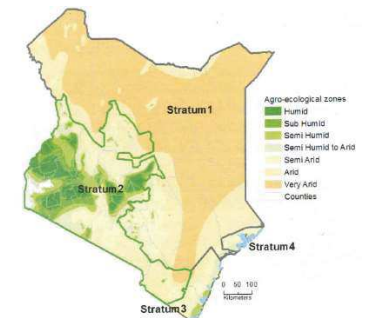 Stratum 1
Agro-ecological zones
Humid
Sub Humid
Semi Humid
Semi Humid to Arid
Semi Arid
Arid
Very Arid
Counties
Stratum 2
Stratum 4
0 50 100
Kilometers
Stratum 3